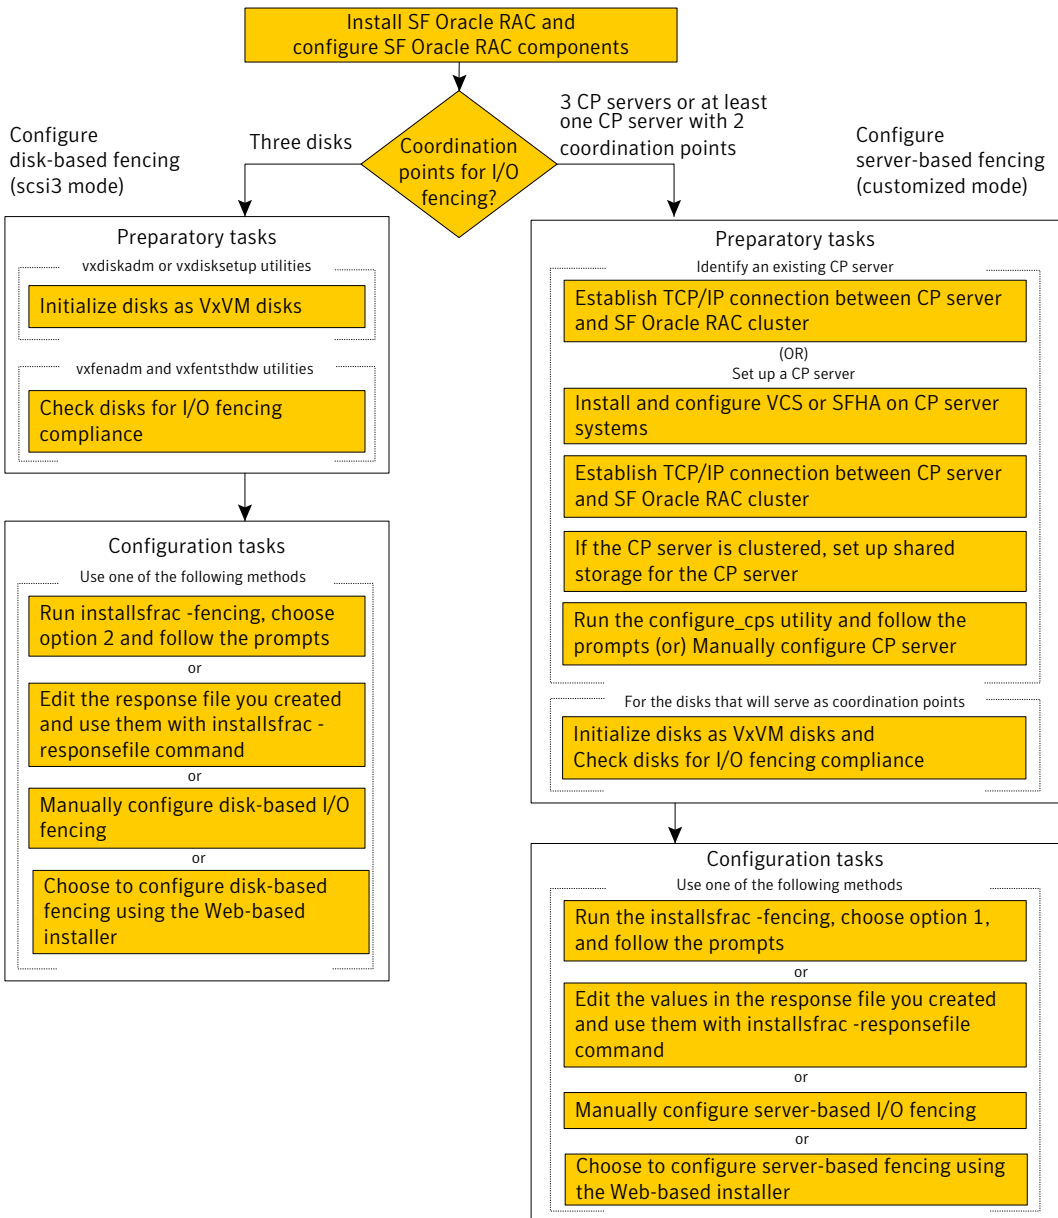 Install SF Oracle RAC and
configure SF Oracle RAC components
Coordination
points for I/O
fencing?
Three disks
3 CP servers or at least
one CP server with 2
coordination points
Configure
disk-based fencing
(scsi3 mode)
Preparatory tasks
vxdiskadm or vxdisksetup utilities
Initialize disks as VxVM disks
vxfenadm and vxfentsthdw utilities
Check disks for I/O fencing
compliance
Configuration tasks
Use one of the following methods
Run installsfrac -fencing, choose
option 2 and follow the prompts
or
Edit the response file you created
and use them with installsfrac -
responsefile command
or
Manually configure disk-based I/O
fencing
or
Choose to configure disk-based
fencing using the Web-based
installer
Configure
server-based fencing
(customized mode)
Preparatory tasks
Identify an existing CP server
Establish TCP/IP connection between CP server
and SF Oracle RAC cluster
(OR)
Set up a CP server
Install and configure VCS or SFHA on CP server
systems
Establish TCP/IP connection between CP server
and SF Oracle RAC cluster
If the CP server is clustered, set up shared
storage for the CP server
Run the configure_cps utility and follow the
prompts (or) Manually configure CP server
For the disks that will serve as coordination points
Initialize disks as VxVM disks and
Check disks for I/O fencing compliance
Configuration tasks
Use one of the following methods
Run the installsfrac -fencing, choose option 1,
and follow the prompts
or
Edit the values in the response file you created
and use them with installsfrac -responsefile
command
or
Manually configure server-based I/O fencing
or
Choose to configure server-based fencing using
the Web-based installer